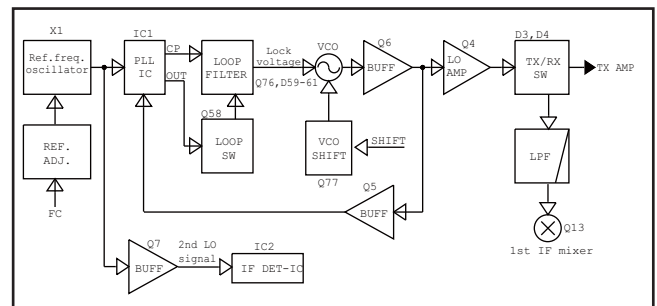 X1
Ref.freq.
oscillator
REF.
ADJ.
FC
IC1
PLL
IC
CP
OUT
LOOP
FILTER
Q58
LOOP
SW
Lock
voltage
Q76,D59-61
VCO
VCO
SHIFT
Q77
SHIFT
Q6
BUFF
Q4
LO
AMP
D3,D4
TX/RX
SW
TX AMP
LPF
Q13
1st IF mixer
Q5
BUFF
Q7
BUFF
2nd LO
signal
IC2
IF DET-IC